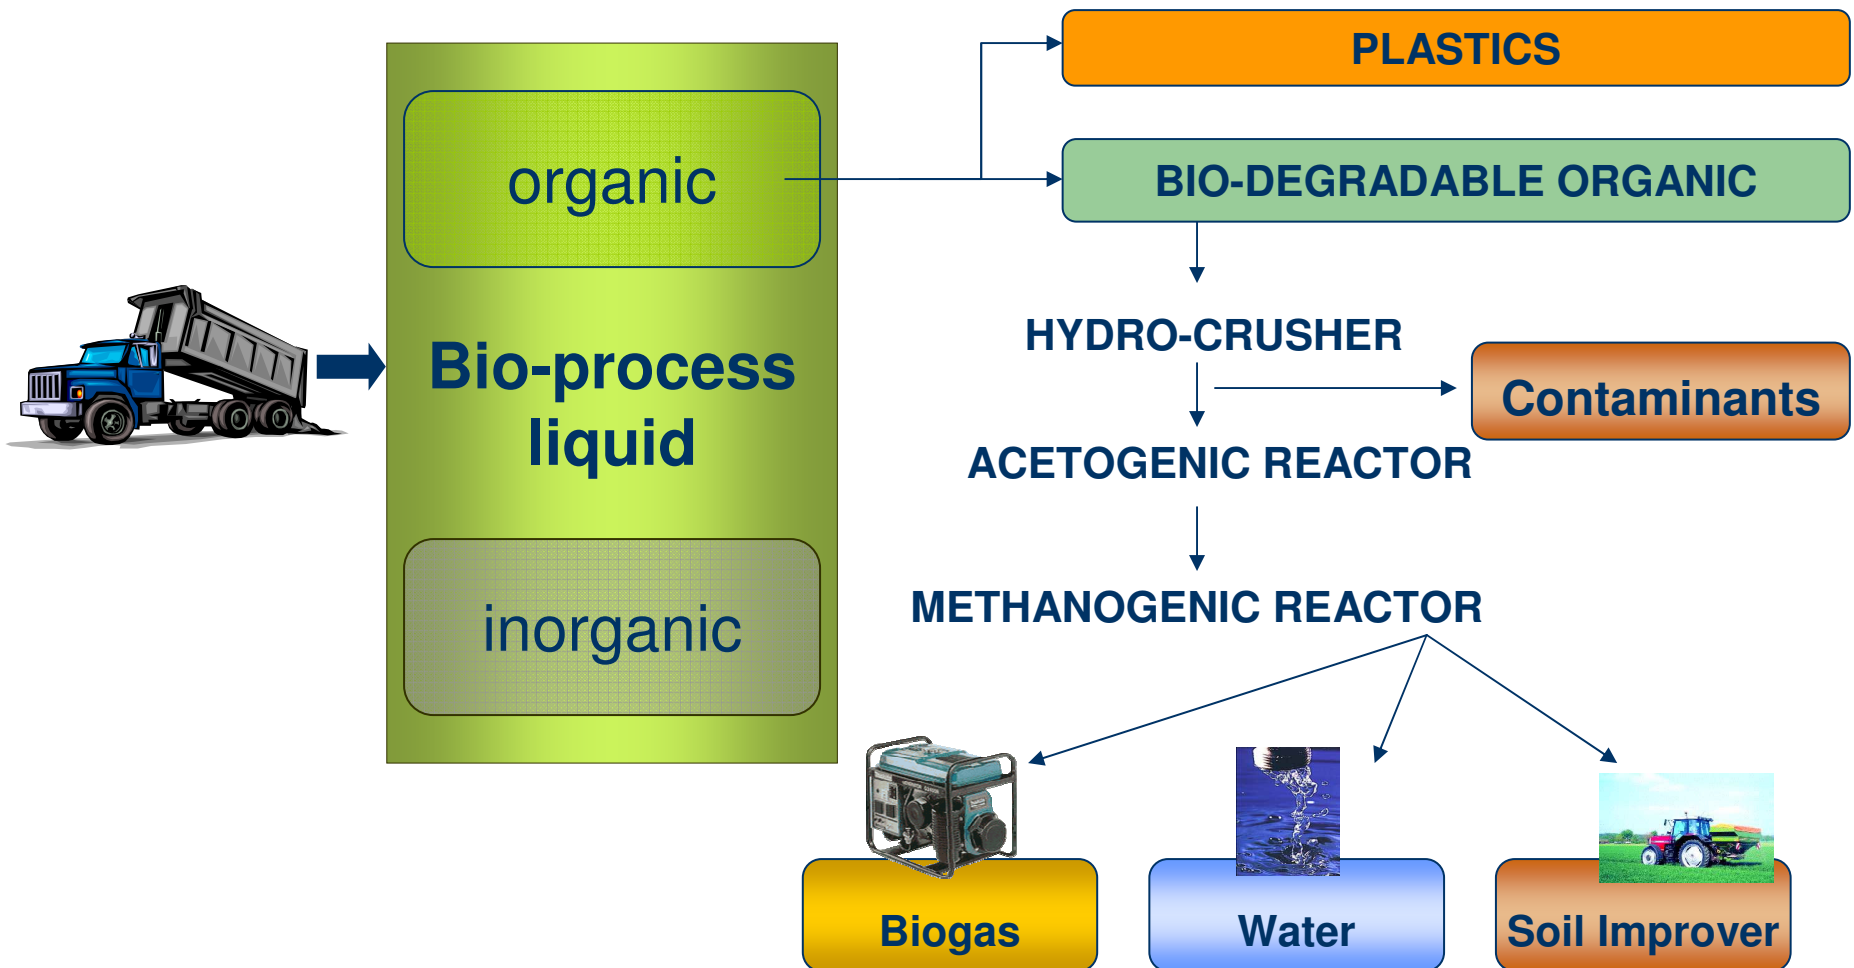 PLASTICS
organic
BIO-DEGRADABLE ORGANIC
HYDRO-CRUSHER
Bio-process
liquid
Contaminants
ACETOGENIC REACTOR
inorganic
METHANOGENIC REACTOR
Biogas
Water
Soil Improver